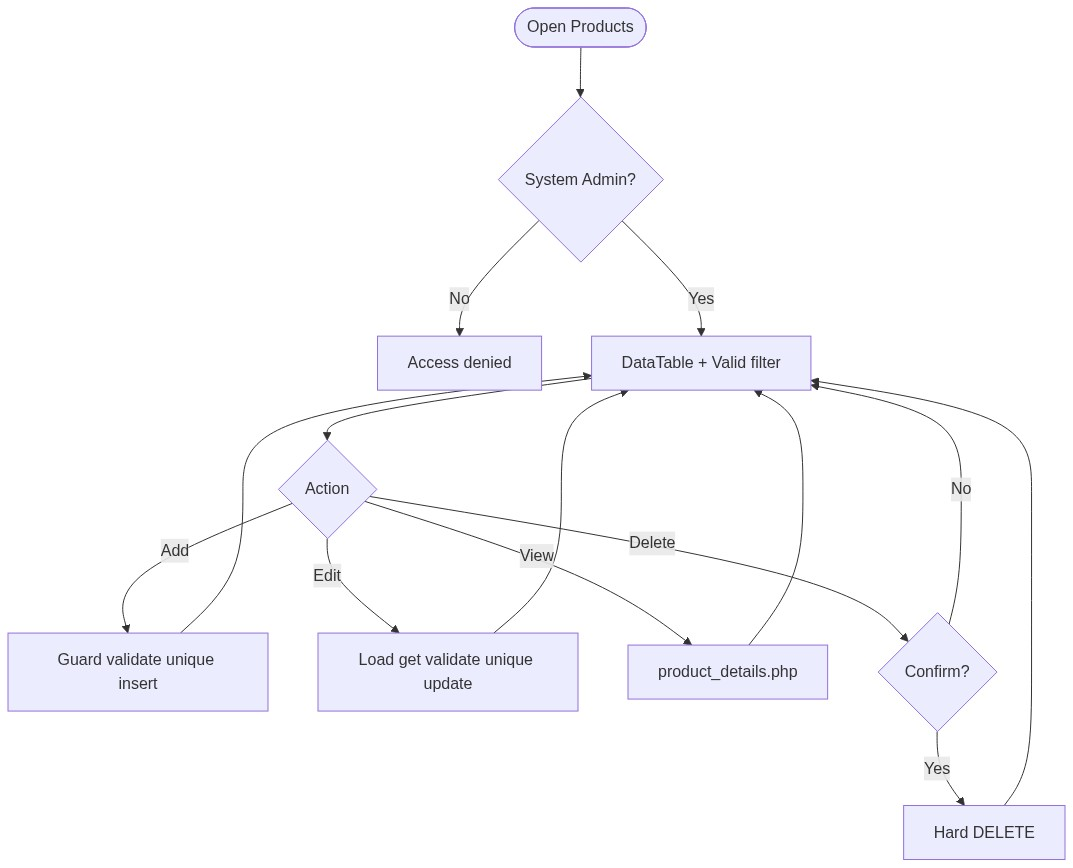 Open Products
System Admin?
No
Yes
Access denied
DataTable + Valid filter
Action
No
Add
Delete
View
Edit
Guard validate unique
insert
Load get validate unique
update
product_details.php
Confirm?
Yes
Hard DELETE